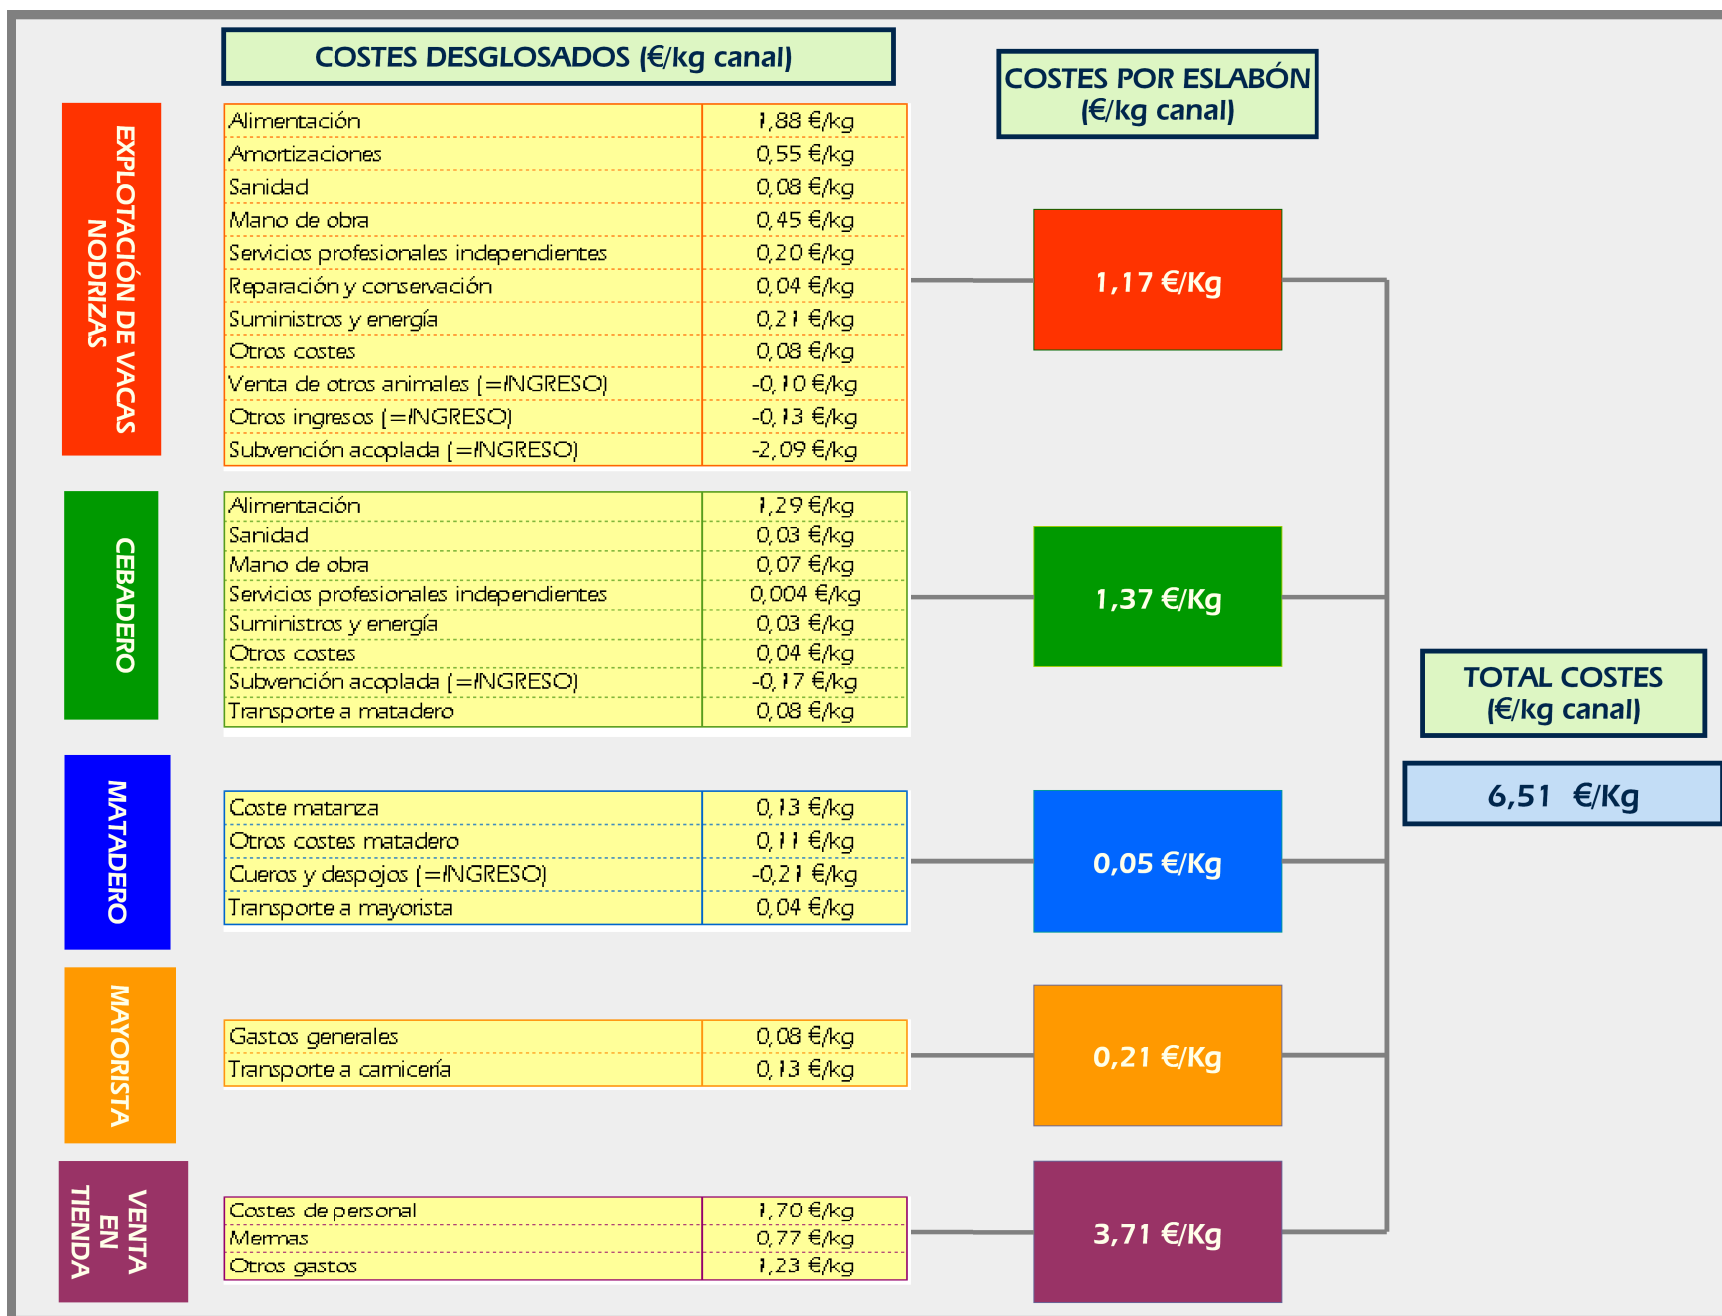 COSTES DESGLOSADOS (€/kg canal)
COSTES POR ESLABÓN
(€/kg canal)
EXPLOTACIÓN DE VACAS
NODRIZAS
Alimentación 1,88 €/kg
Amortizaciones 0,55 €/kg
Sanidad 0,08 €/kg
Mano de obra 0,45 €/kg
Servicios profesionales independientes 0,20 €/kg
Reparación y conservación 0,04 €/kg
Suministros y energía 0,21 €/kg
Otros costes 0,08 €/kg
Venta de otros animales (=INGRESO) -0,10 €/kg
Otros ingresos (=INGRESO) -0,13 €/kg
Subvención acoplada (=INGRESO) -2,09 €/kg
1,17 €/Kg
CEBADERO
Alimentación 1,29 €/kg
Sanidad 0,03 €/kg
Mano de obra 0,07 €/kg
Servicios profesionales independientes 0,004 €/kg
Suministros y energía 0,03 €/kg
Otros costes 0,04 €/kg
Subvención acoplada (=INGRESO) -0,17 €/kg
Transporte a matadero 0,08 €/kg
1,37 €/Kg
TOTAL COSTES
(€/kg canal)
6,51 €/Kg
MATADERO
Coste matanza 0,13 €/kg
Otros costes matadero 0,11 €/kg
Cueros y despojos (=INGRESO) -0,21 €/kg
Transporte a mayorista 0,04 €/kg
0,05 €/Kg
MAYORISTA
Gastos generales 0,08 €/kg
Transporte a carnicería 0,13 €/kg
0,21 €/Kg
VENTA
EN
TIENDA
Costes de personal 1,70 €/kg
Mermas 0,77 €/kg
Otros gastos 1,23 €/kg
3,71 €/Kg